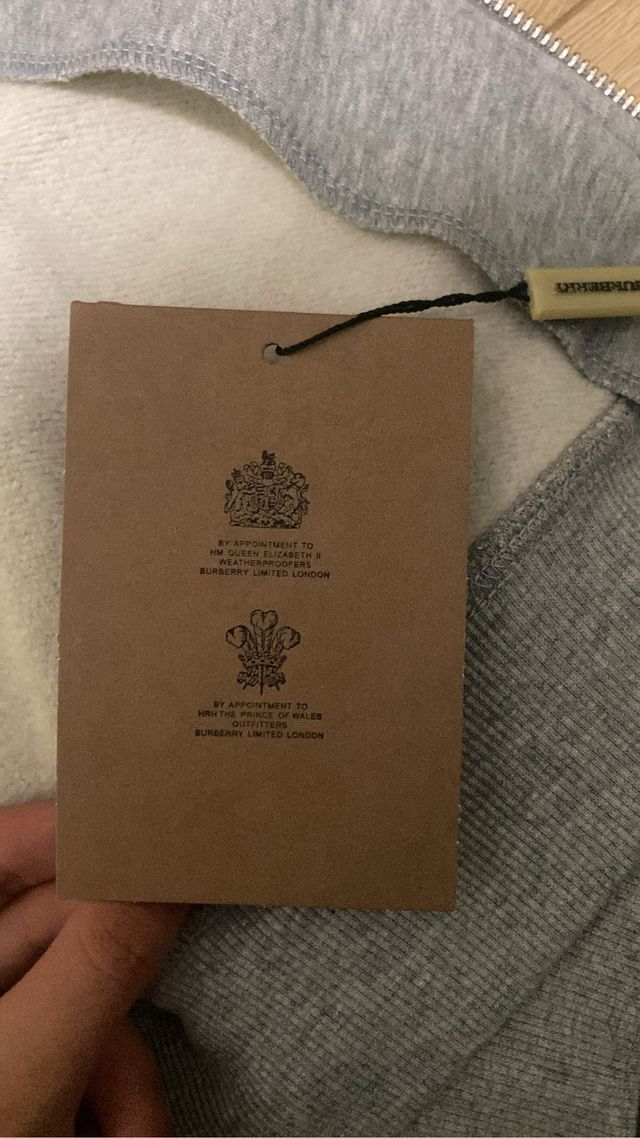 BURBERRY
BY APPOINTMENT TO
HM QUEEN ELIZABETH II
WEATHERPROOFERS
BURBERRY LIMITED LONDON
BY APPOINTMENT TO
HRH THE PRINCE OF WALES
OUTFITTERS
BURBERRY LIMITED LONDON